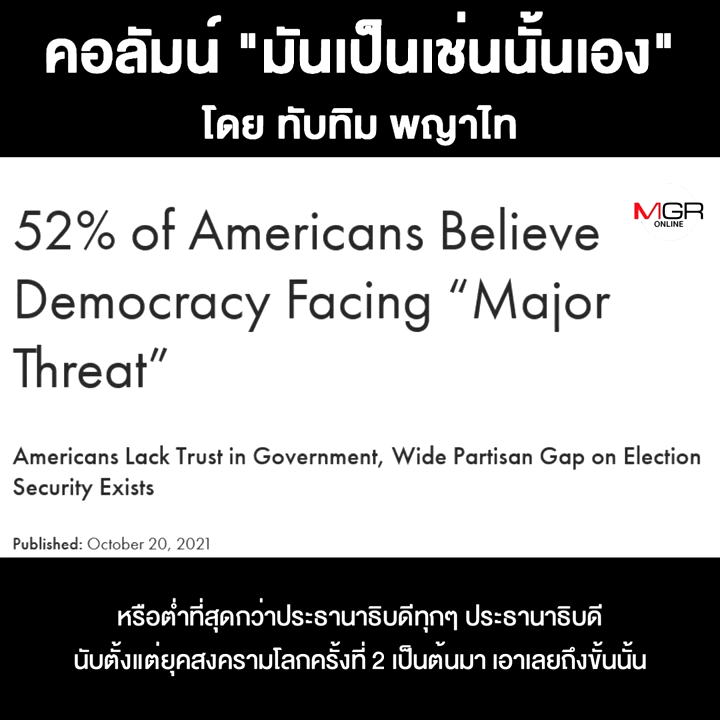 คอลัมน์ "มันเป็นเช่นนั้นเอง"
โดย ทับทิม พญาไท
MGR
ONLINE
52% of Americans Believe
Democracy Facing “Major
Threat”
Americans Lack Trust in Government, Wide Partisan Gap on Election
Security Exists
Published: October 20, 2021
หรือต่ำที่สุดกว่าประธานาธิบดีทุกๆ ประธานาธิบดี
นับตั้งแต่ยุคสงครามโลกครั้งที่ 2 เป็นต้นมา เอาเลยถึงขั้นนั้น